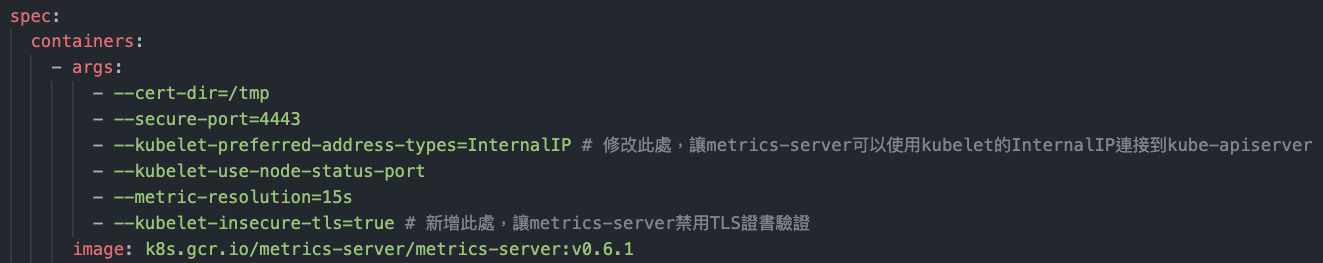 spec:
containers:
- args:
- --cert-dir=/tmp
- --secure-port=4443
- --kubelet-preferred-address-types=InternalIP # 修改此處，讓metrics-server可以使用kubelet的InternalIP連接到kube-apiserver
- --kubelet-use-node-status-port
- --metric-resolution=15s
- --kubelet-insecure-tls=true # 新增此處，讓metrics-server禁用TLS證書驗證
image: k8s.gcr.io/metrics-server/metrics-server:v0.6.1